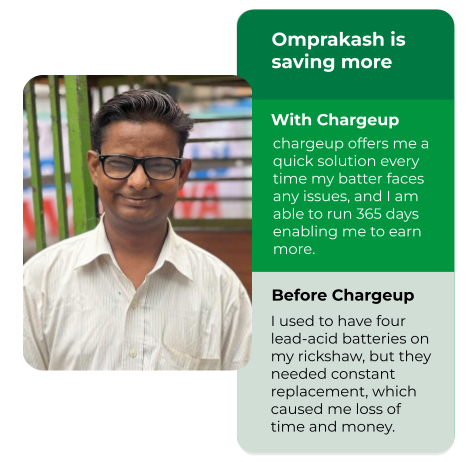 Omprakash is
saving more
With Chargeup
chargeup offers me a
quick solution every
time my batter faces
any issues, and I am
able to run 365 days
enabling me to earn
more.
Before Chargeup
I used to have four
lead-acid batteries on
my rickshaw, but they
needed constant
replacement, which
caused me loss of
time and money.